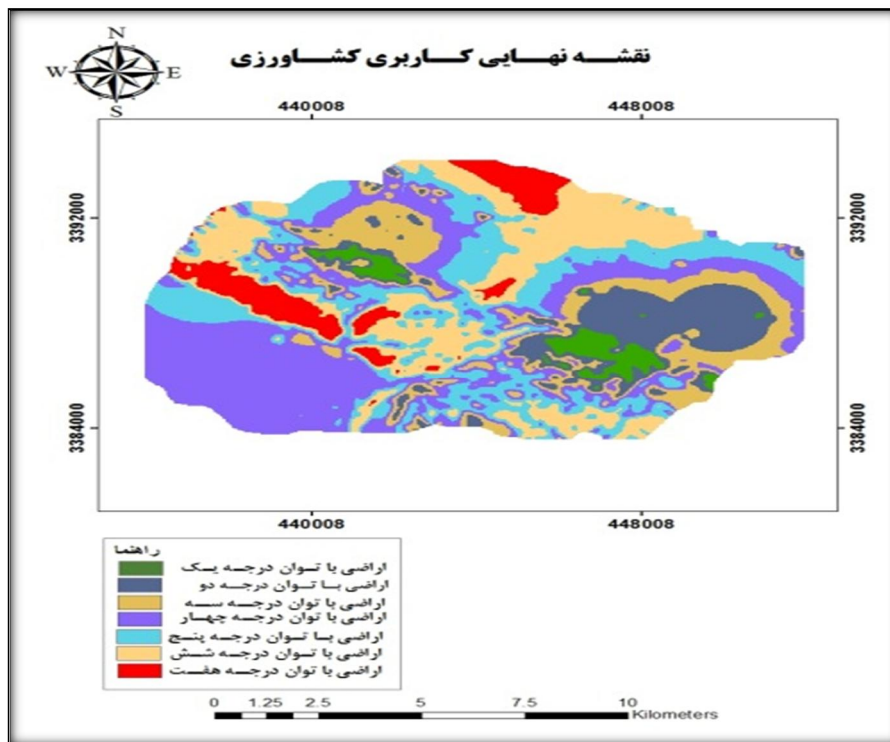 N
نقشه نهایی کاربری کشاورزی
W E
S
440008 448008
3392000 3392000
3384000 3384000
440008 448008
راهنما
اراضی با توان درجه یک
اراضی با توان درجه دو
اراضی با توان درجه سه
اراضی با توان درجه چهار
اراضی با توان درجه پنج
اراضی با توان درجه شش
اراضی با توان درجه هفت
0 1.25 2.5 5 7.5 10
Kilometers